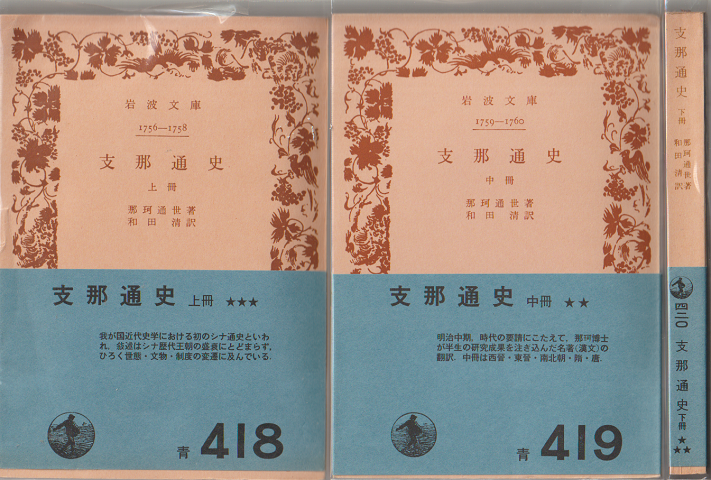 岩波文庫
1756—1758
支那通史
上冊
那珂通世著
和田 清訳
支那通史 上冊 ★★★
我が国近代史学における初のシナ通史といわ
れ、叙述はシナ歴代王朝の盛衰にとどまらず、
ひろく世態・文物・制度の変遷に及んでいる.
青 418
岩波文庫
1759—1760
支那通史
中冊
那珂通世著
和田 清訳
支那通史 中冊 ★★
明治中期、時代の要請にこたえて、那珂博士
が半生の研究成果を注ぎ込んだ名著(漢文)の
翻訳. 中冊は西晉・東晉・南北朝・隋・唐.
青 419
支那通史 下冊
那珂通世著
和田 清訳
四二〇 支那通史 下冊 ★★★